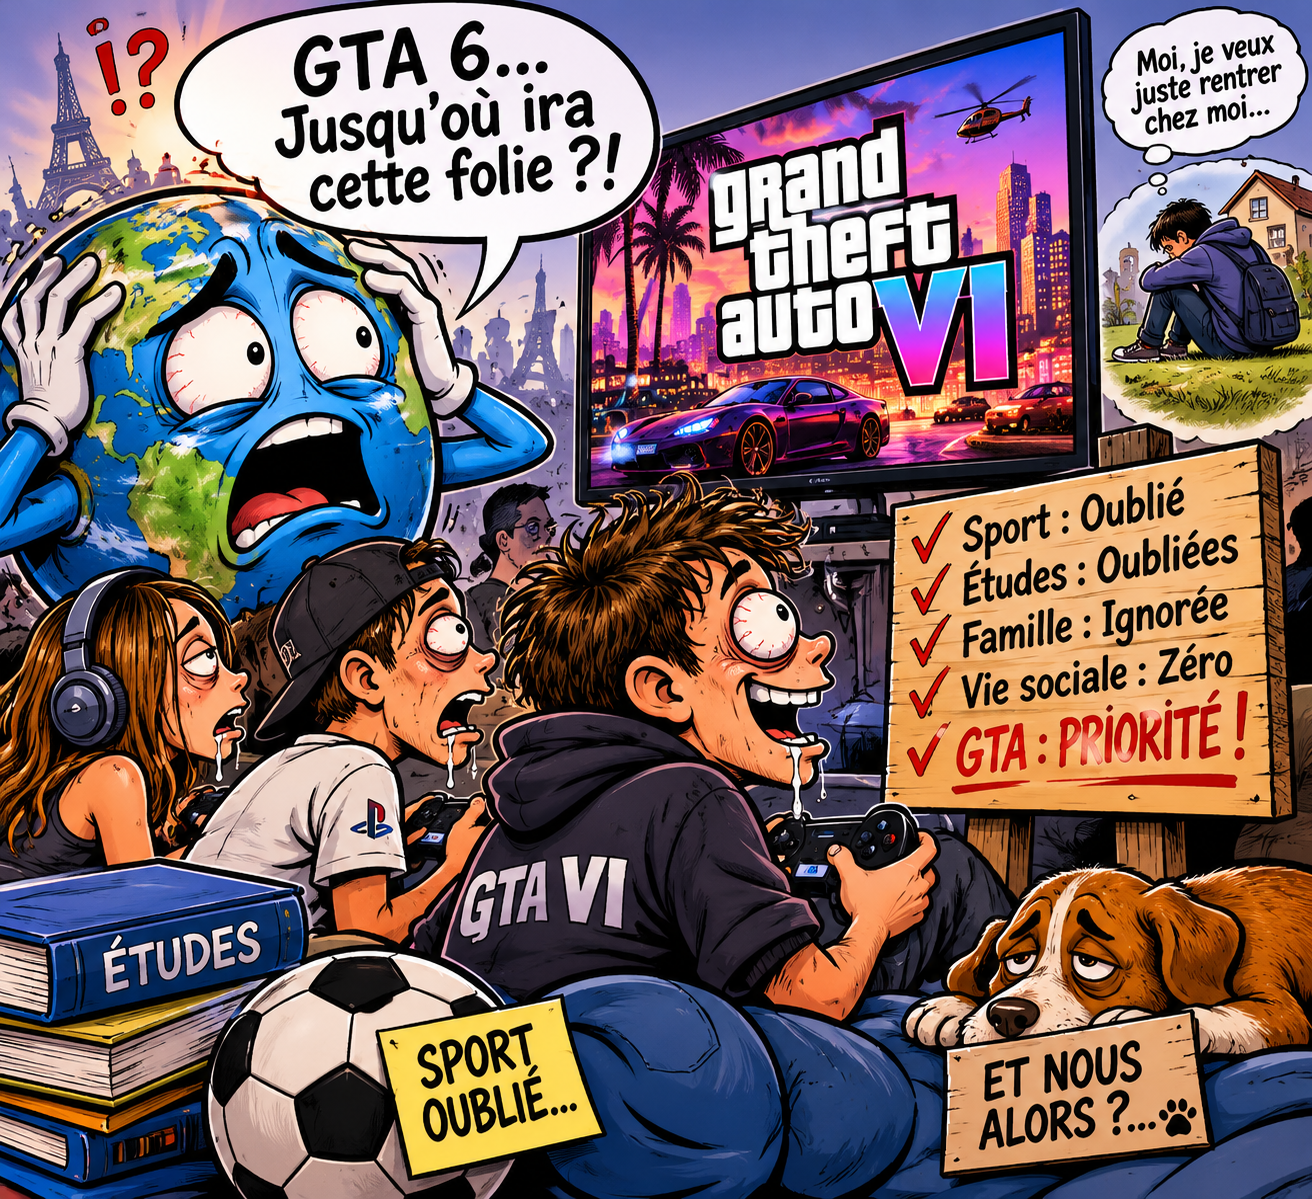 !?
GTA 6...
Jusqu'où ira
cette folie ?!
grand
theft
auto VI
Moi, je veux
juste rentrer
chez moi...
Sport : Oublié
Études : Oubliées
Famille : Ignorée
Vie sociale : Zéro
GTA : PRIORITÉ !
GTA VI
ÉTUDES
SPORT
OUBLIÉ...
ET NOUS
ALORS ?...